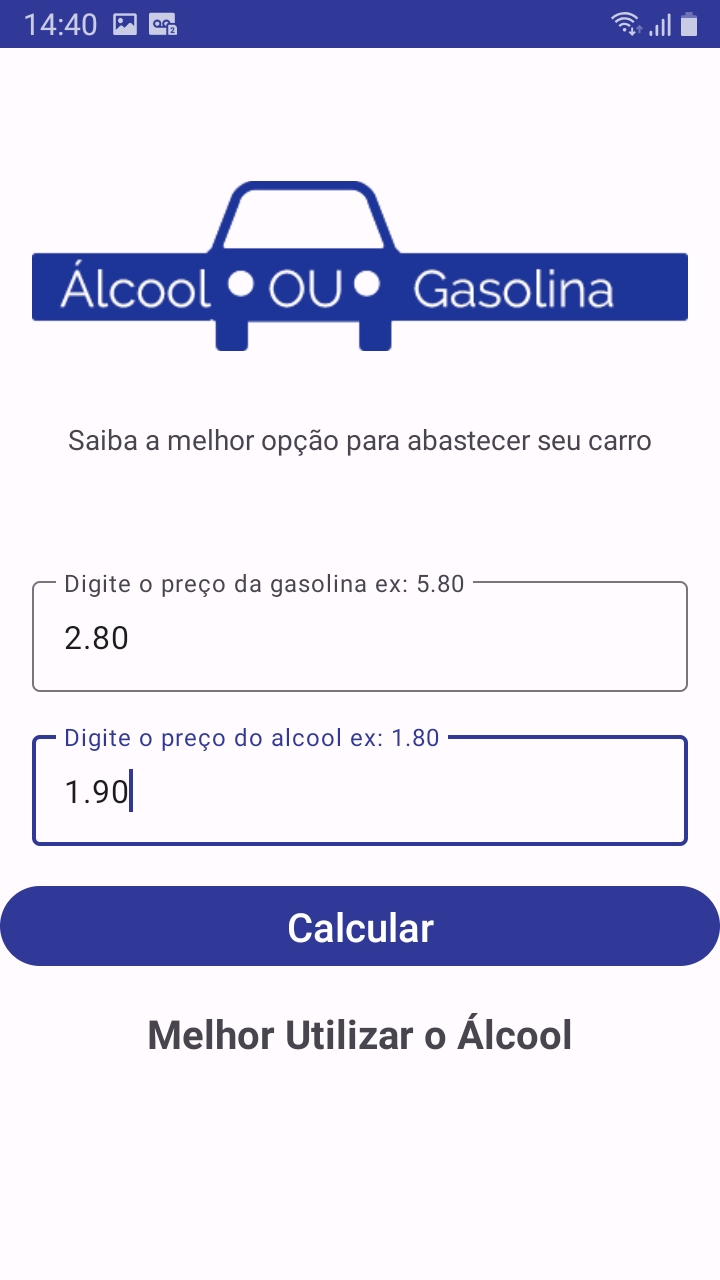 14:40
Álcool OU Gasolina
Saiba a melhor opção para abastecer seu carro
Digite o preço da gasolina ex: 5.80
2.80
Digite o preço do alcool ex: 1.80
1.90
Calcular
Melhor Utilizar o Álcool